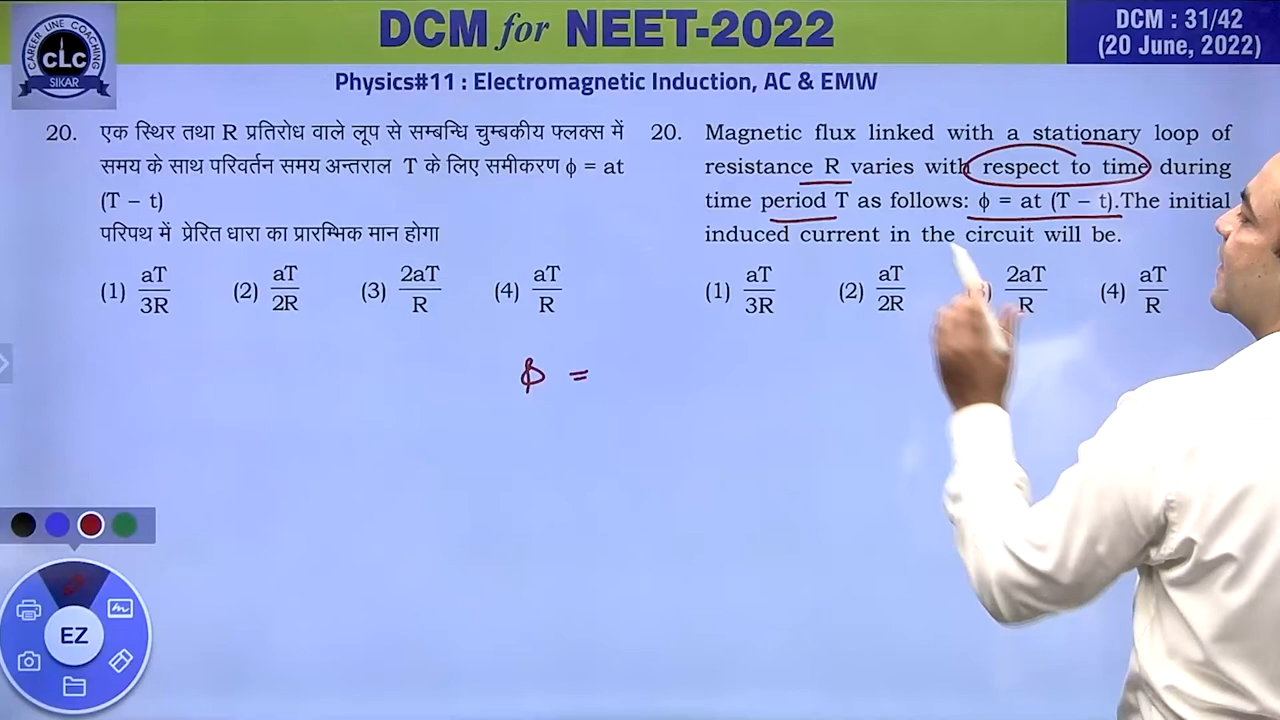 CAREER LINE COACHING
CLC
SIKAR
DCM for NEET-2022
DCM : 31/42
(20 June, 2022)
Physics#11 : Electromagnetic Induction, AC & EMW
20. एक स्थिर तथा R प्रतिरोध वाले लूप से सम्बन्धि चुम्बकीय फ्लक्स में
समय के साथ परिवर्तन समय अन्तराल T के लिए समीकरण ϕ = at
(T – t)
परिपथ में प्रेरित धारा का प्रारम्भिक मान होगा
(1) aT/3R (2) aT/2R (3) 2aT/R (4) aT/R
20. Magnetic flux linked with a stationary loop of
resistance R varies with respect to time during
time period T as follows: ϕ = at (T – t).The initial
induced current in the circuit will be.
(1) aT/3R (2) aT/2R 2aT/R (4) aT/R
ϕ =
EZ